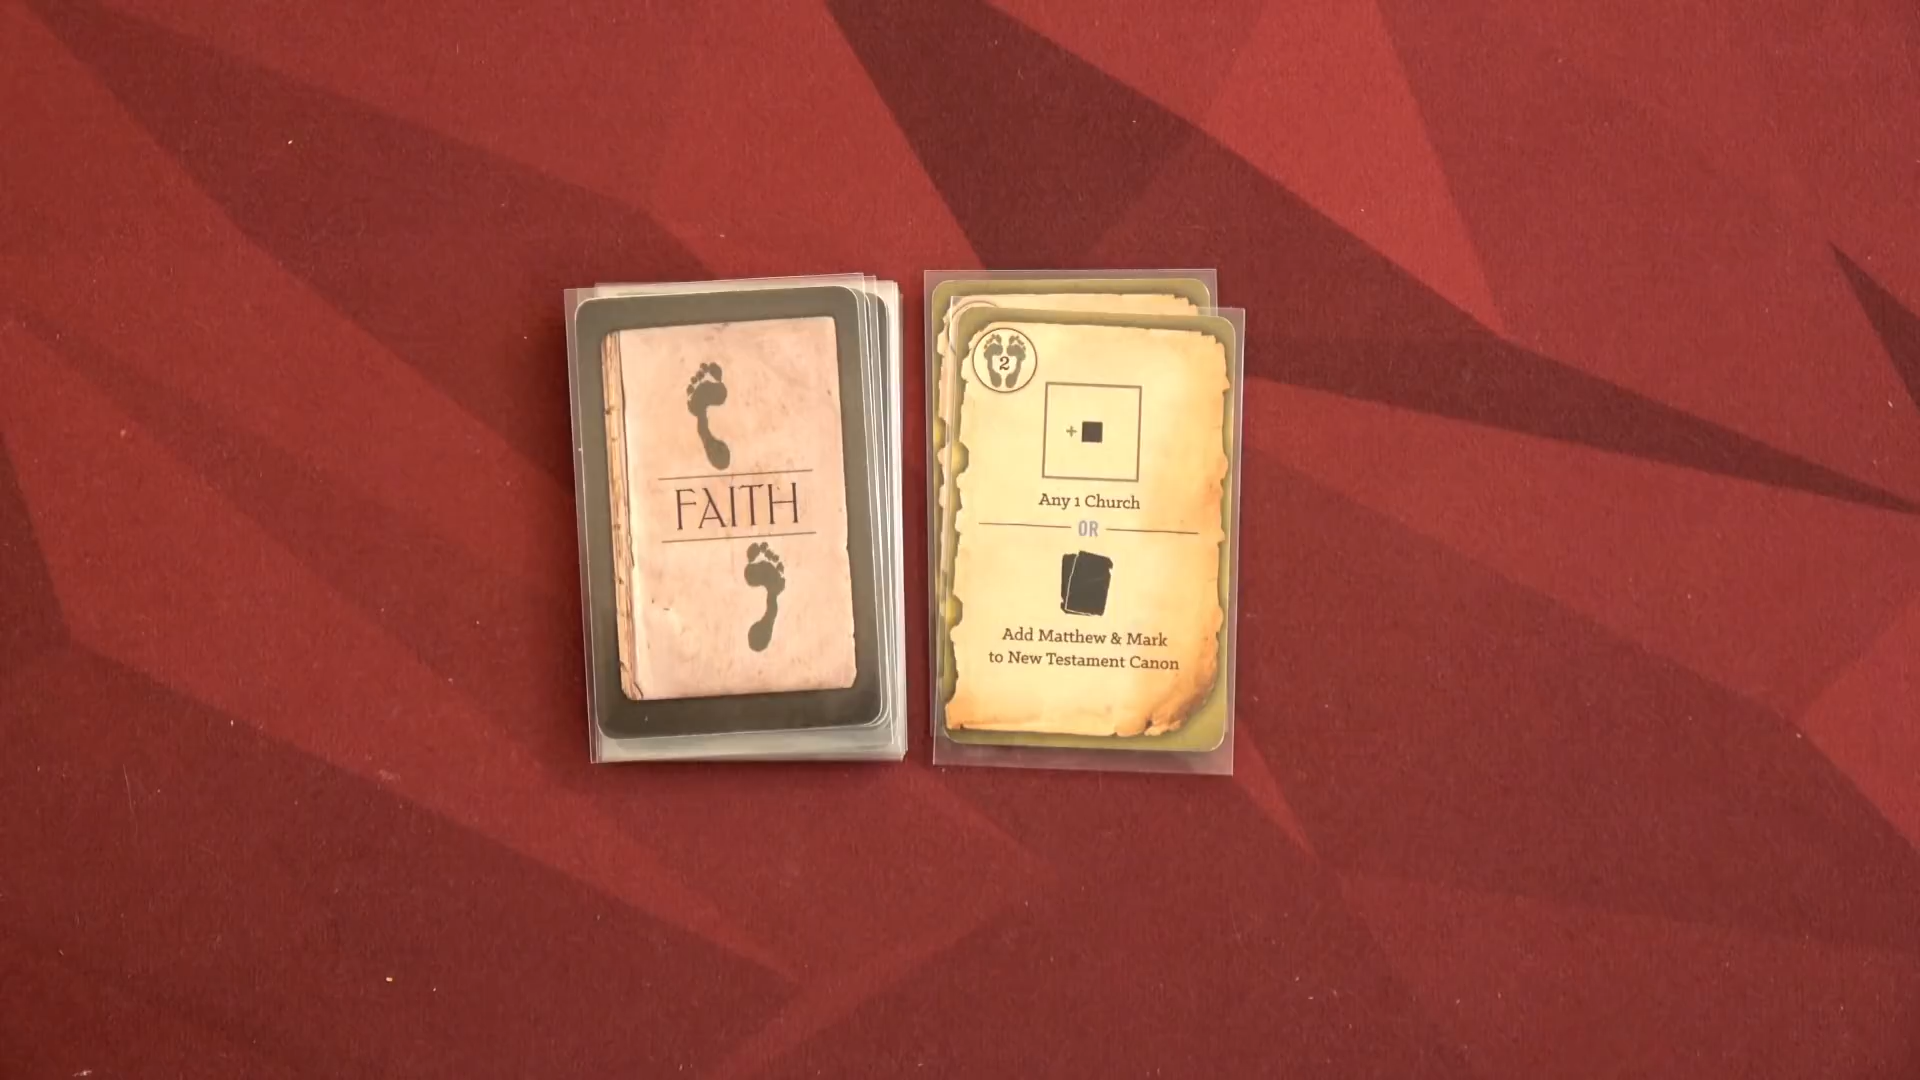 FAITH
2
+
Any 1 Church
OR
Add Matthew & Mark
to New Testament Canon